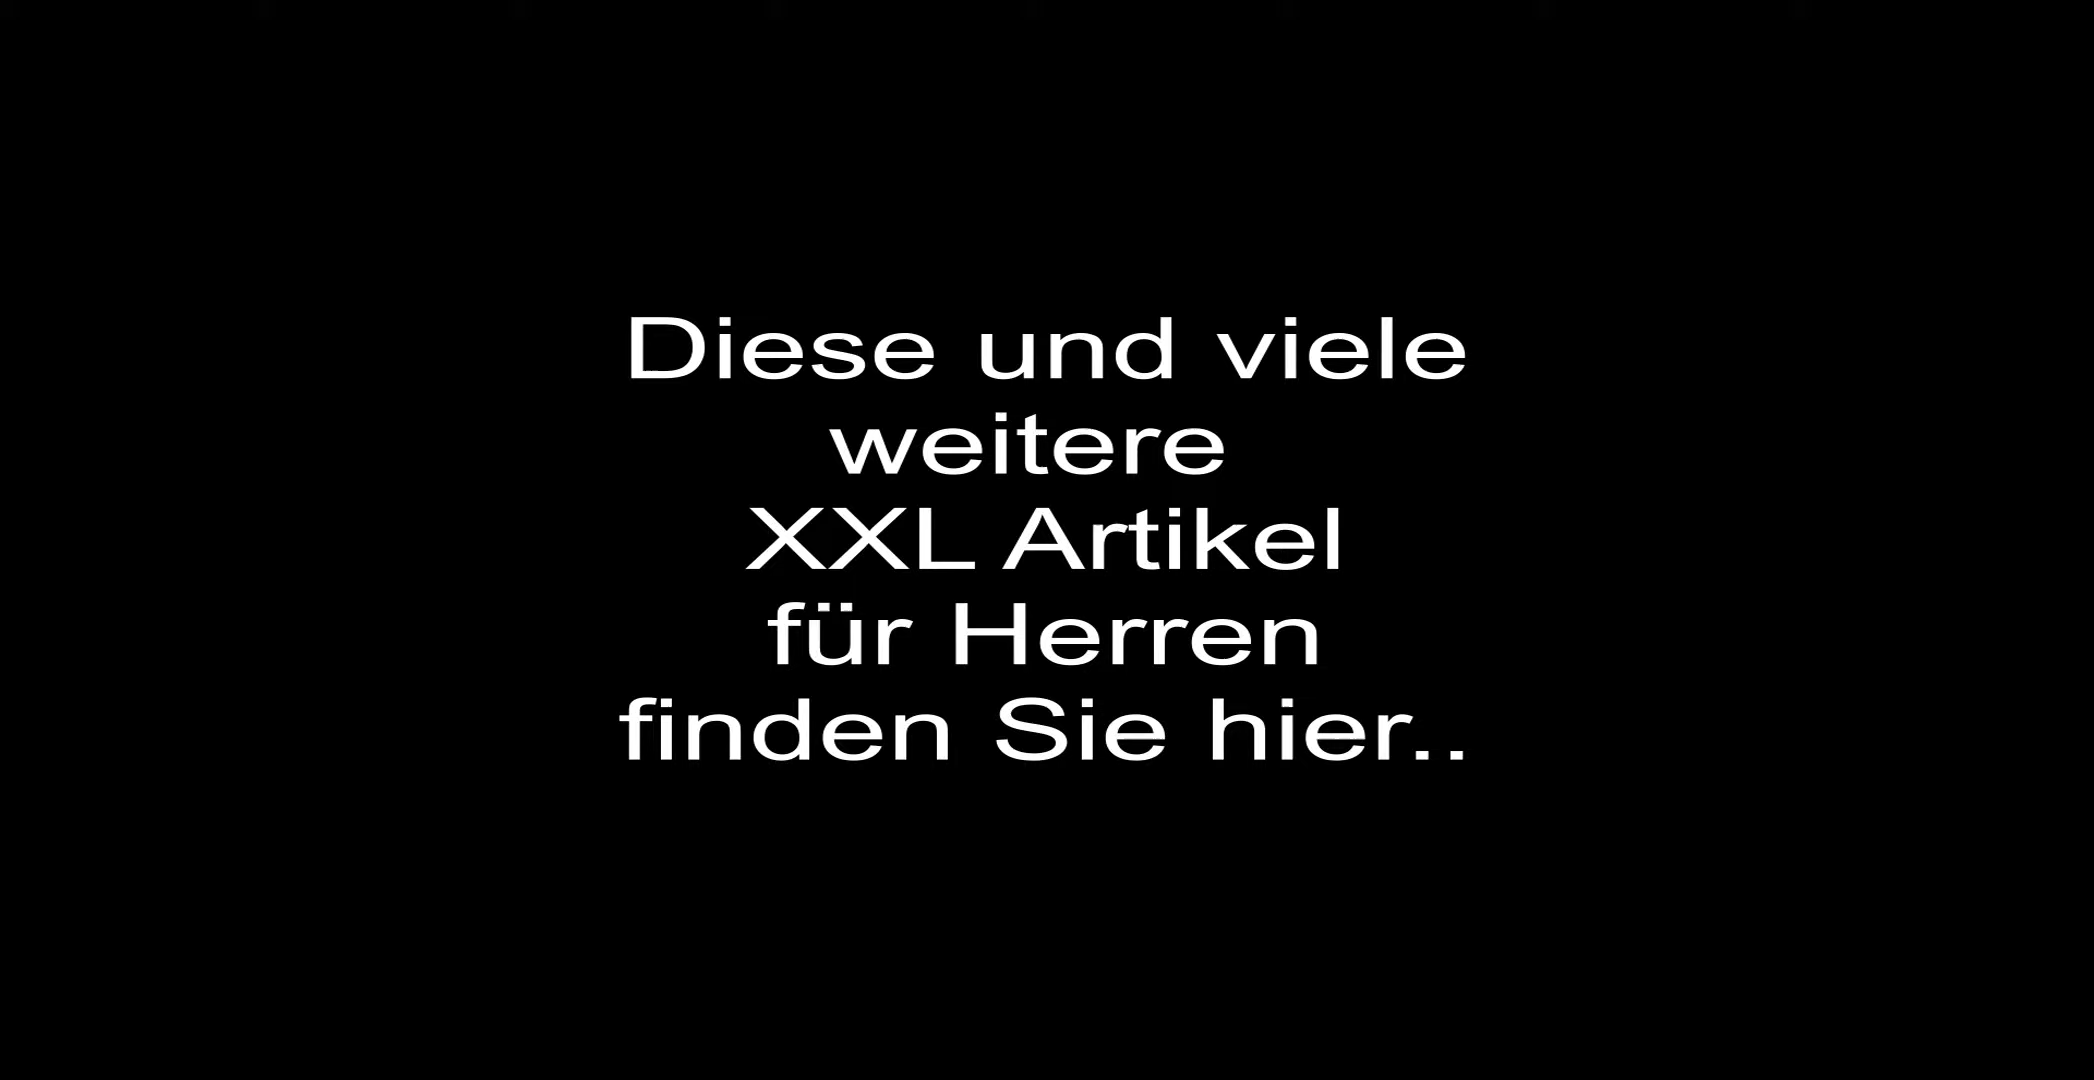 Diese und viele
weitere
XXL Artikel
für Herren
finden Sie hier..